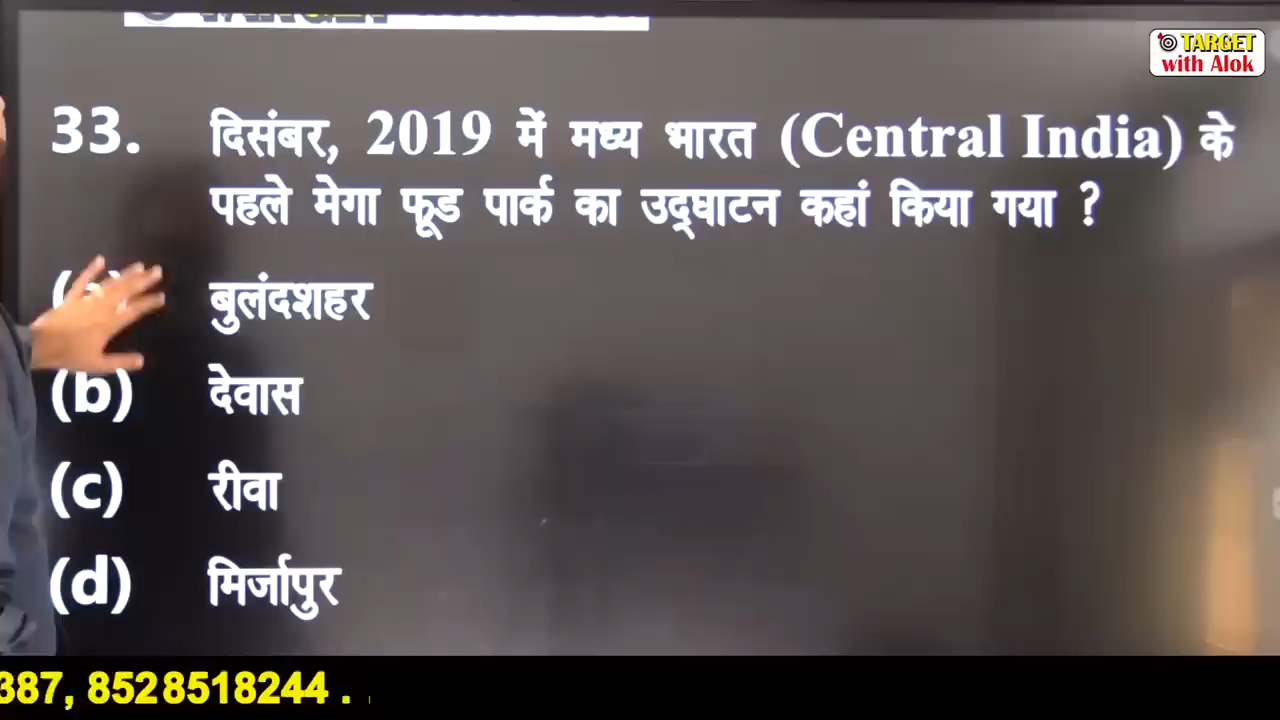 TARGET
with Alok
33. दिसंबर, 2019 में मध्य भारत (Central India) के
पहले मेगा फूड पार्क का उद्घाटन कहां किया गया ?
बुलंदशहर
(b) देवास
(c) रीवा
(d) मिर्जापुर
387, 8528518244 .